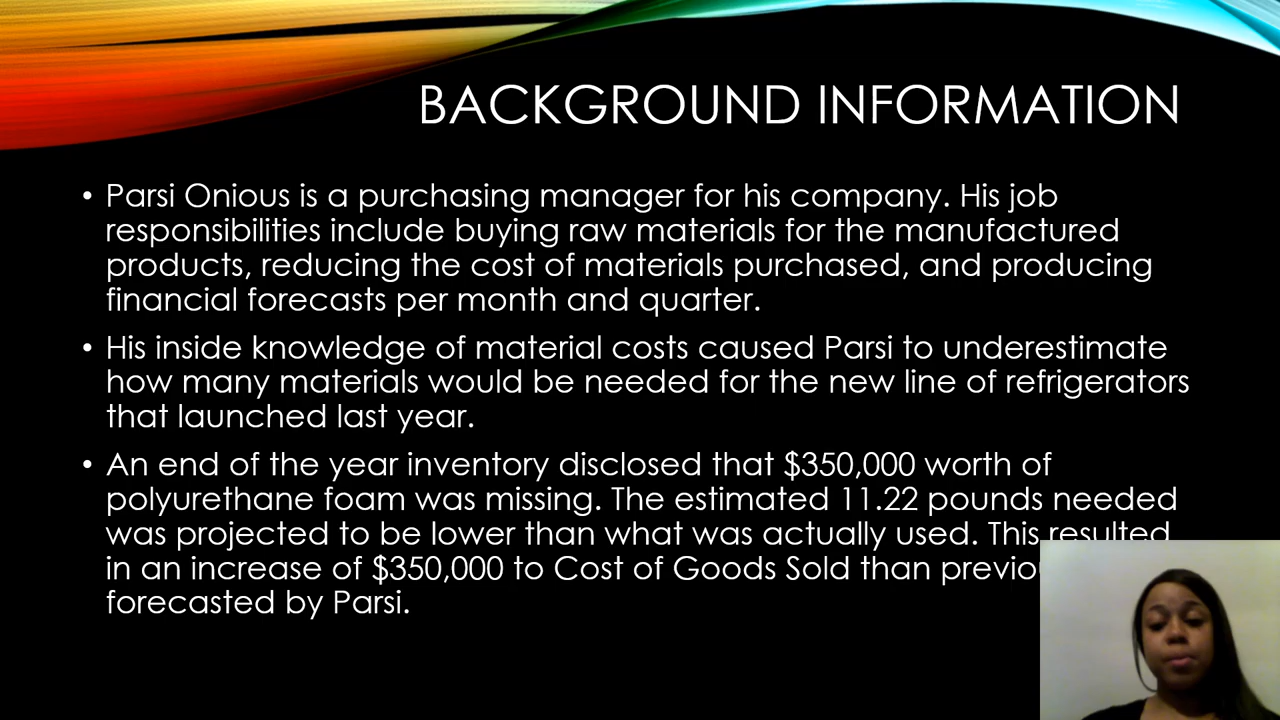 BACKGROUND INFORMATION
• Parsi Onious is a purchasing manager for his company. His job
responsibilities include buying raw materials for the manufactured
products, reducing the cost of materials purchased, and producing
financial forecasts per month and quarter.
• His inside knowledge of material costs caused Parsi to underestimate
how many materials would be needed for the new line of refrigerators
that launched last year.
• An end of the year inventory disclosed that $350,000 worth of
polyurethane foam was missing. The estimated 11.22 pounds needed
was projected to be lower than what was actually used. This resulted
in an increase of $350,000 to Cost of Goods Sold than
forecasted by Parsi.